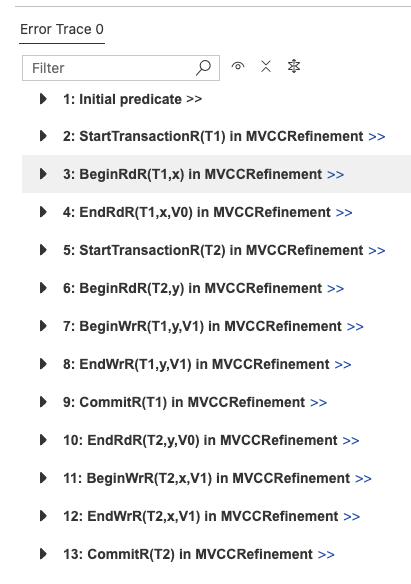 Error Trace 0
Filter
1: Initial predicate >>
2: StartTransactionR(T1) in MVCCRefinement >>
3: BeginRdR(T1,x) in MVCCRefinement >>
4: EndRdR(T1,x,V0) in MVCCRefinement >>
5: StartTransactionR(T2) in MVCCRefinement >>
6: BeginRdR(T2,y) in MVCCRefinement >>
7: BeginWrR(T1,y,V1) in MVCCRefinement >>
8: EndWrR(T1,y,V1) in MVCCRefinement >>
9: CommitR(T1) in MVCCRefinement >>
10: EndRdR(T2,y,V0) in MVCCRefinement >>
11: BeginWrR(T2,x,V1) in MVCCRefinement >>
12: EndWrR(T2,x,V1) in MVCCRefinement >>
13: CommitR(T2) in MVCCRefinement >>